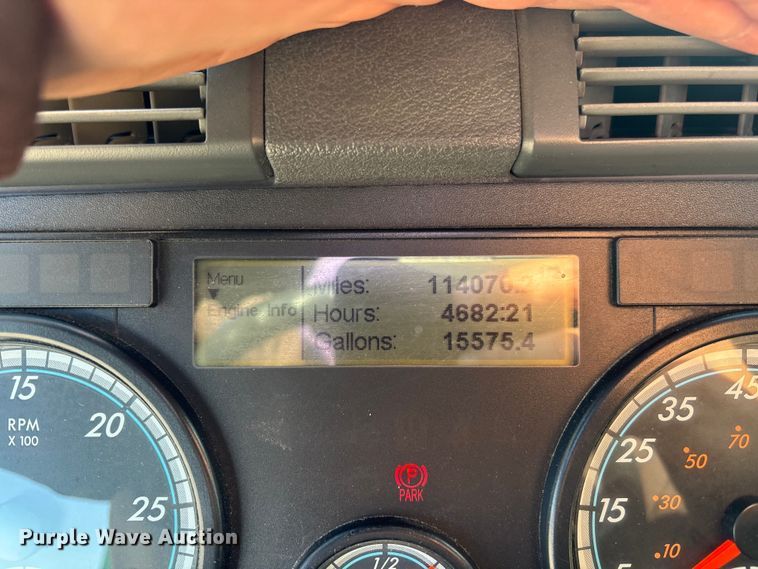 Menu
Engine Info
Miles:
Hours: 4682:21
Gallons: 15575.4
15
20
25
RPM
X 100
PARK
1/2
5
15
25
35
45
10
30
50
70
Purple Wave Auction